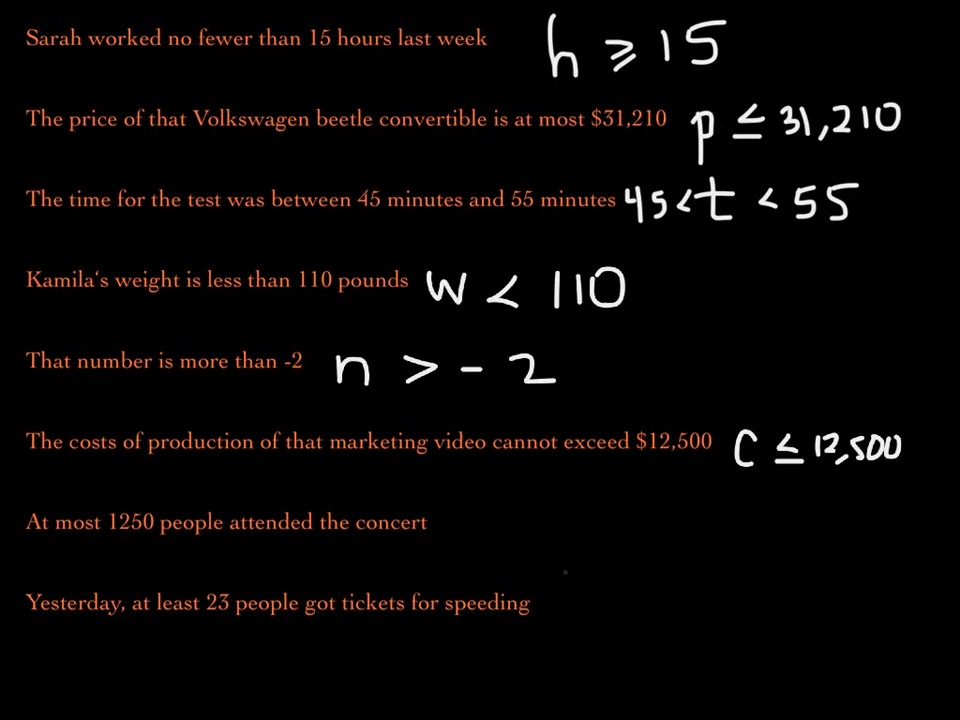 Sarah worked no fewer than 15 hours last week h ⩾ 15
The price of that Volkswagen beetle convertible is at most $31,210 p ≤ 31,210
The time for the test was between 45 minutes and 55 minutes 45 < t < 55
Kamila's weight is less than 110 pounds w < 110
That number is more than -2 n > - 2
The costs of production of that marketing video cannot exceed $12,500 C ≤ 12,500
At most 1250 people attended the concert
Yesterday, at least 23 people got tickets for speeding